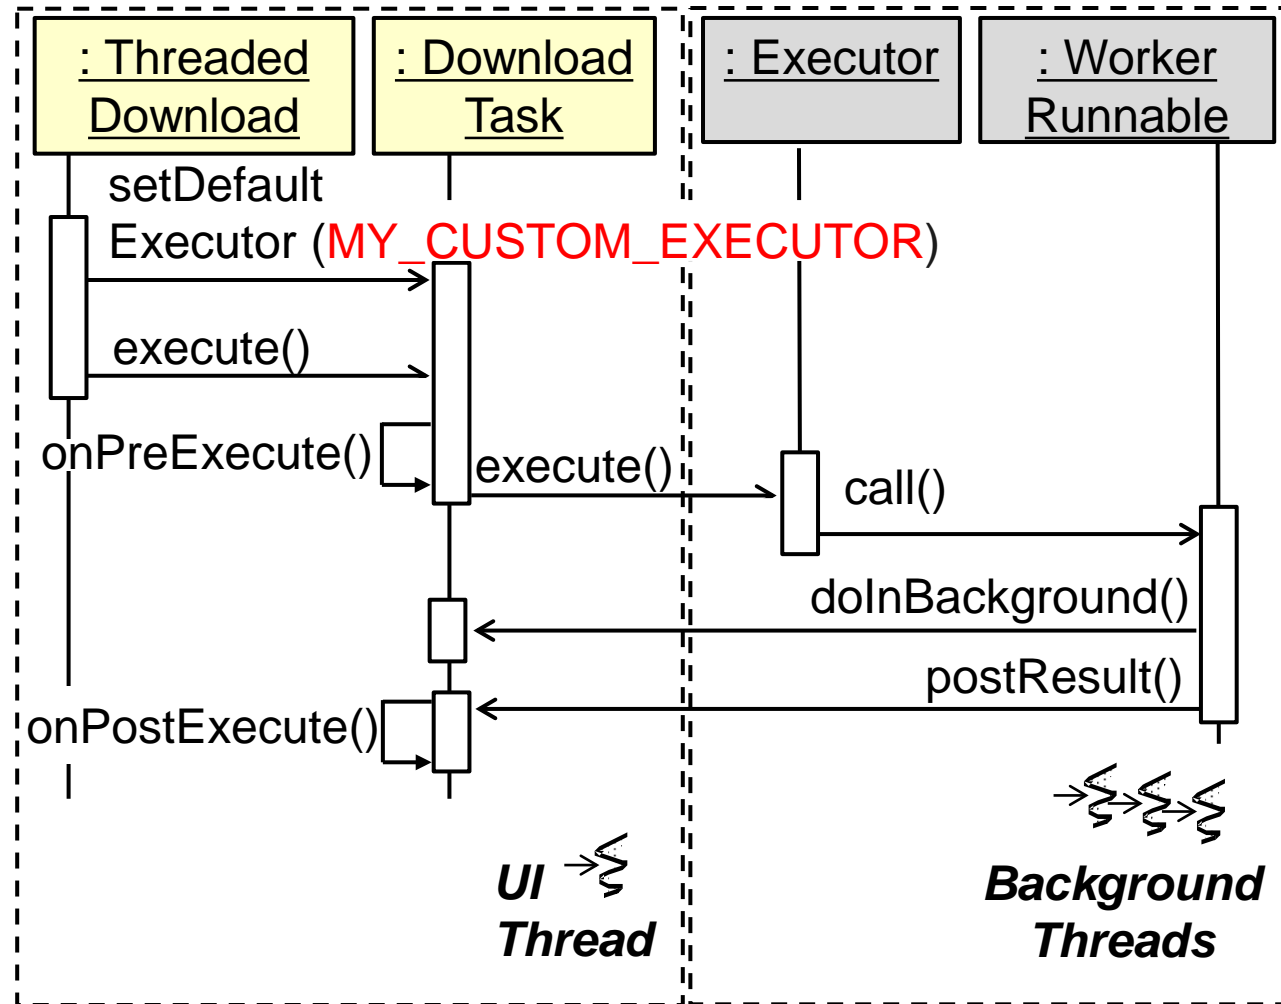 : Threaded
Download
: Download
Task
: Executor
: Worker
Runnable
setDefault
Executor (MY_CUSTOM_EXECUTOR)
execute()
onPreExecute()
execute()
call()
doInBackground()
postResult()
onPostExecute()
UI
Thread
Background
Threads